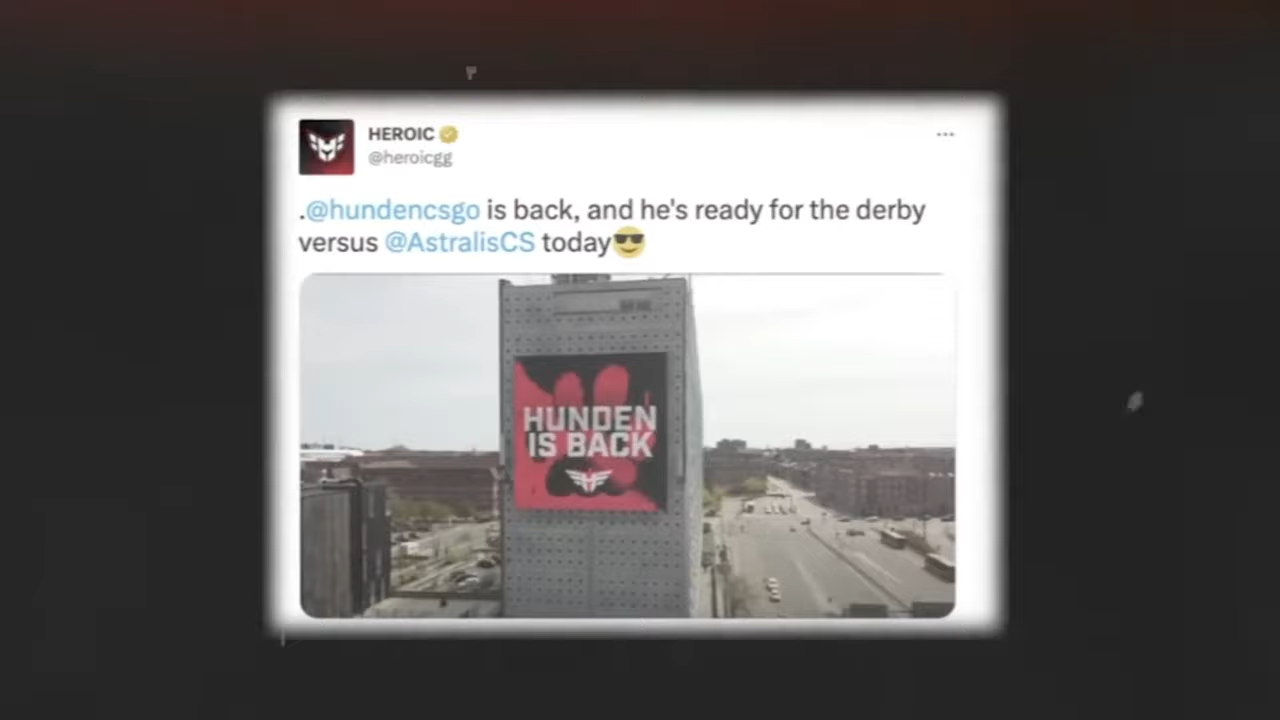 HEROIC
@heroicgg
.@hundencsgo is back, and he's ready for the derby
versus @AstralisCS today😎
HUNDEN
IS BACK